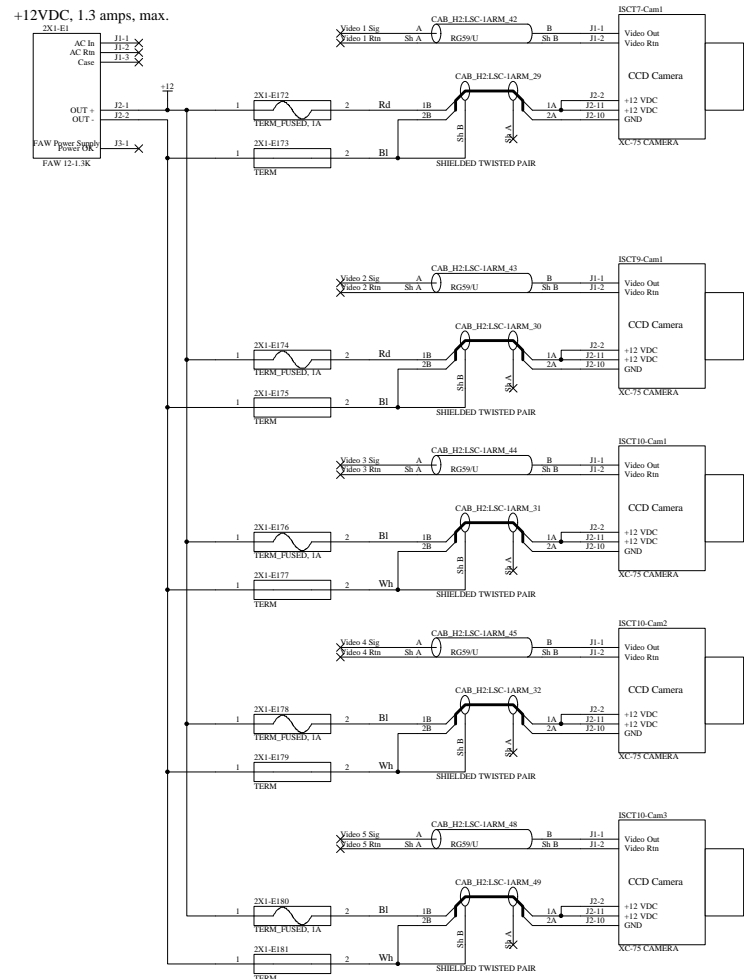 +12VDC, 1.3 amps, max.
2X1-E1
AC In J1-1
AC Rtn J1-2
Case J1-3
+12
OUT + J2-1
OUT - J2-2
FAW Power Supply
Power OK J3-1
FAW 12-1.3K
ISCT7-Cam1
CAB_H2:LSC-1ARM_42
Video 1 Sig A B J1-1 Video Out
Video 1 Rtn Sh A RG59/U Sh B J1-2 Video Rtn
CCD Camera
CAB_H2:LSC-1ARM_29
2X1-E172
J2-2 +12 VDC
1 2 Rd 1B 1A J2-11 +12 VDC
2B 2A J2-10 GND
TERM_FUSED, 1A
Sh B Sh A
XC-75 CAMERA
2X1-E173
1 2 Bl
SHIELDED TWISTED PAIR
TERM
ISCT9-Cam1
CAB_H2:LSC-1ARM_43
Video 2 Sig A B J1-1 Video Out
Video 2 Rtn Sh A RG59/U Sh B J1-2 Video Rtn
CCD Camera
CAB_H2:LSC-1ARM_30
2X1-E174
J2-2 +12 VDC
1 2 Rd 1B 1A J2-11 +12 VDC
2B 2A J2-10 GND
TERM_FUSED, 1A
Sh B Sh A
XC-75 CAMERA
2X1-E175
1 2 Bl
SHIELDED TWISTED PAIR
TERM
ISCT10-Cam1
CAB_H2:LSC-1ARM_44
Video 3 Sig A B J1-1 Video Out
Video 3 Rtn Sh A RG59/U Sh B J1-2 Video Rtn
CCD Camera
CAB_H2:LSC-1ARM_31
2X1-E176
J2-2 +12 VDC
1 2 Bl 1B 1A J2-11 +12 VDC
2B 2A J2-10 GND
TERM_FUSED, 1A
Sh B Sh A
XC-75 CAMERA
2X1-E177
1 2 Wh
SHIELDED TWISTED PAIR
TERM
ISCT10-Cam2
CAB_H2:LSC-1ARM_45
Video 4 Sig A B J1-1 Video Out
Video 4 Rtn Sh A RG59/U Sh B J1-2 Video Rtn
CCD Camera
CAB_H2:LSC-1ARM_32
2X1-E178
J2-2 +12 VDC
1 2 Bl 1B 1A J2-11 +12 VDC
2B 2A J2-10 GND
TERM_FUSED, 1A
Sh B Sh A
XC-75 CAMERA
2X1-E179
1 2 Wh
SHIELDED TWISTED PAIR
TERM
ISCT10-Cam3
CAB_H2:LSC-1ARM_48
Video 5 Sig A B J1-1 Video Out
Video 5 Rtn Sh A RG59/U Sh B J1-2 Video Rtn
CCD Camera
CAB_H2:LSC-1ARM_49
2X1-E180
J2-2 +12 VDC
1 2 Bl 1B 1A J2-11 +12 VDC
2B 2A J2-10 GND
TERM_FUSED, 1A
Sh B Sh A
XC-75 CAMERA
2X1-E181
1 2 Wh
SHIELDED TWISTED PAIR
TERM